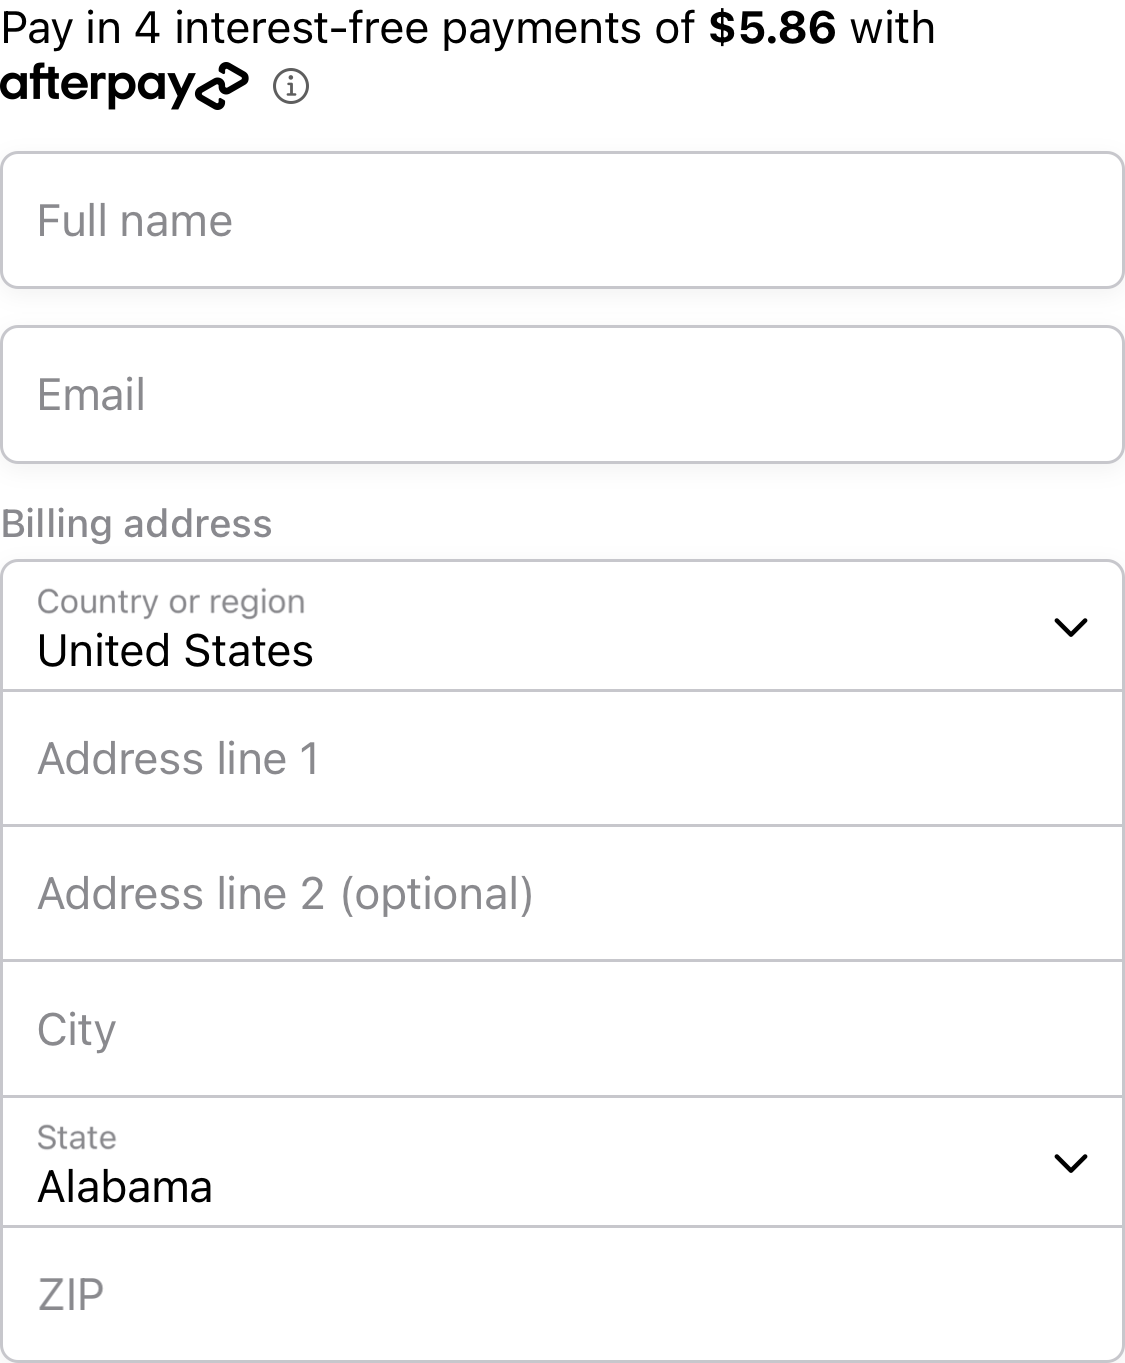 Pay in 4 interest-free payments of $5.86 with
afterpay
Full name
Email
Billing address
Country or region
United States
Address line 1
Address line 2 (optional)
City
State
Alabama
ZIP